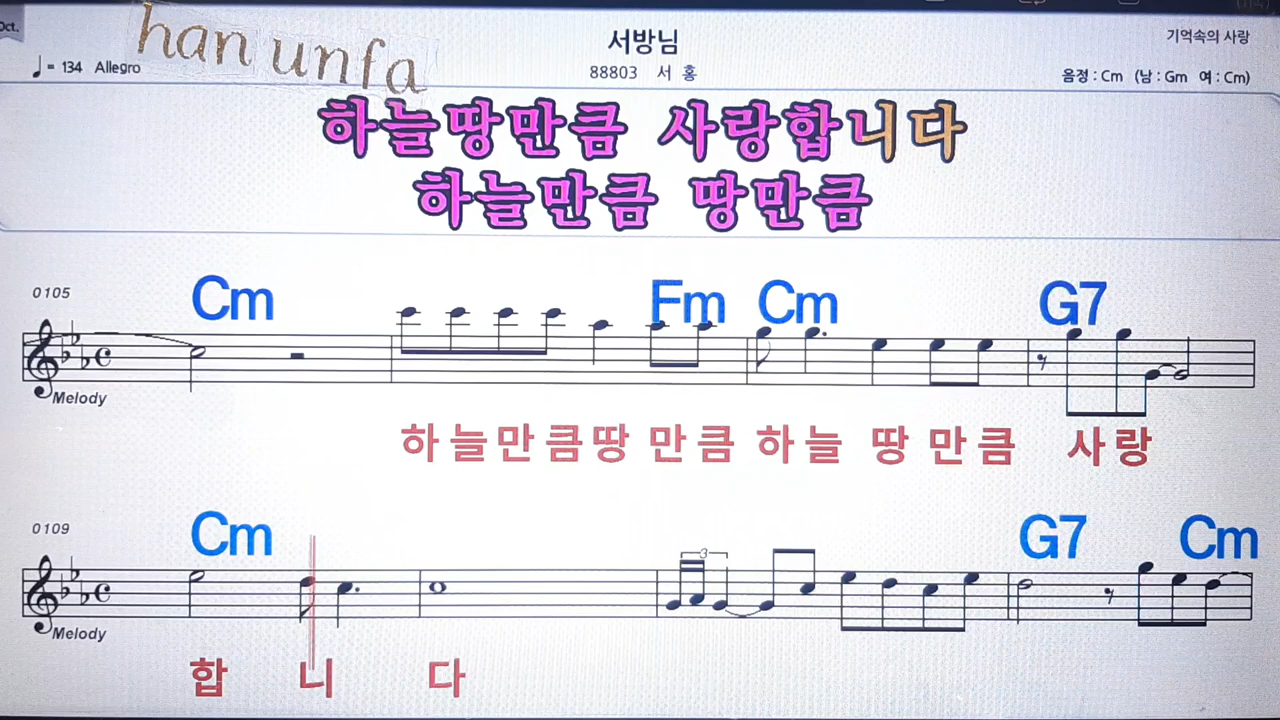 Oct.
han unfa
서방님
기억속의 사랑
= 134 Allegro
88803 서 홍
음정 : Cm (남 : Gm 여 : Cm)
하늘땅만큼 사랑합니다
하늘만큼 땅만큼
0105
Cm Fm Cm G7
Melody
하늘만큼땅 만큼 하늘 땅 만큼 사랑
0109
Cm G7 Cm
3
Melody
합 니 다